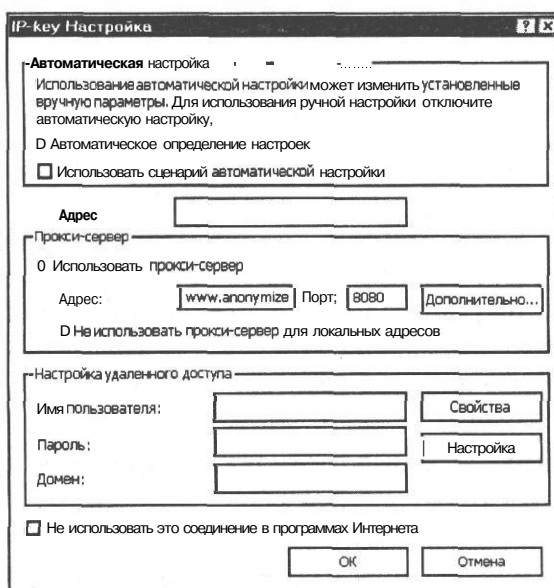 IP-key Настройка
Автоматическая настройка
Использование автоматической настройки может изменить установленные
вручную параметры. Для использования ручной настройки отключите
автоматическую настройку,
D Автоматическое определение настроек
Использовать сценарий автоматической настройки
Адрес
Прокси-сервер
0 Использовать прокси-сервер
Адрес: www.anonymize Порт; 8080 Дополнительно...
D Не использовать прокси-сервер для локальных адресов
Настройка удаленного доступа
Имя пользователя: Свойства
Пароль: Настройка
Домен:
Не использовать это соединение в программах Интернета
OK Отмена